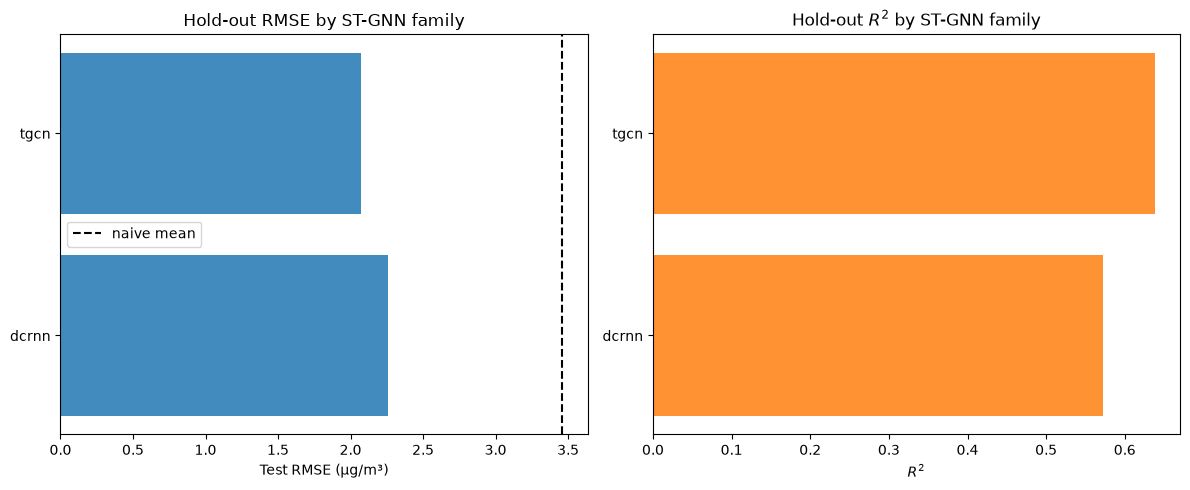 Hold-out RMSE by ST-GNN family
tgcn
naive mean
dcrnn
0.0 0.5 1.0 1.5 2.0 2.5 3.0 3.5
Test RMSE (μg/m³)
Hold-out R² by ST-GNN family
tgcn
dcrnn
0.0 0.1 0.2 0.3 0.4 0.5 0.6
R²